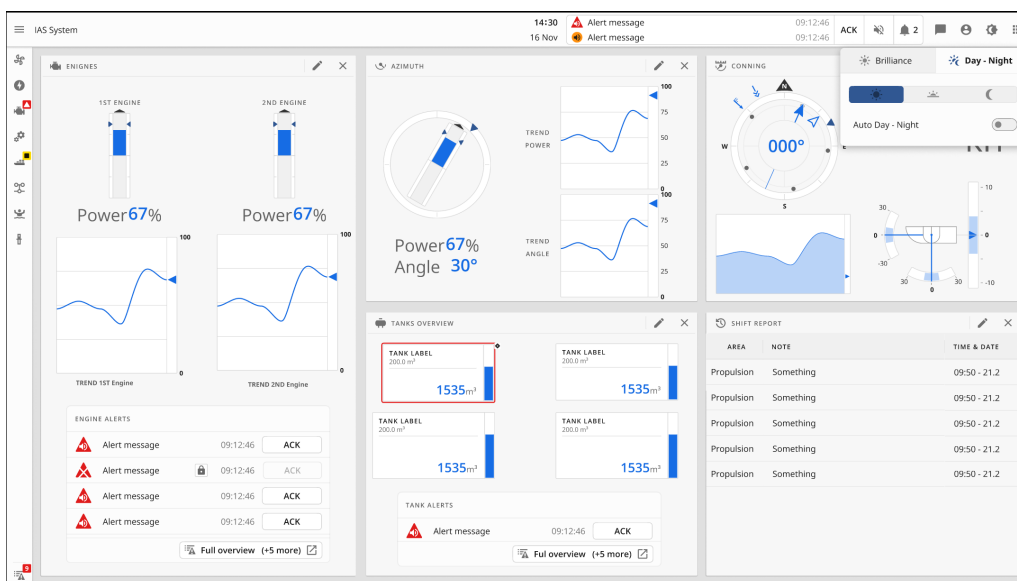 IAS System
14:30
16 Nov
Alert message 09:12:46
Alert message 09:12:46
ACK
2
Brilliance
Day - Night
Auto Day - Night
ENIGNES
1ST ENGINE
2ND ENGINE
Power67%
Power67%
100
0
TREND 1ST Engine
100
0
TREND 2ND Engine
ENGINE ALERTS
Alert message 09:12:46 ACK
Alert message 09:12:46 ACK
Alert message 09:12:46 ACK
Alert message 09:12:46 ACK
Full overview (+5 more)
9
AZIMUTH
Power67%
Angle 30°
TREND
POWER
100
75
50
25
0
TREND
ANGLE
100
75
50
25
0
CONNING
N
W
E
S
000°
30
0
-30
30
0
30
10
0
-10
TANKS OVERVIEW
TANK LABEL
200.0 m³
1535m³
TANK LABEL
200.0 m³
1535m³
TANK LABEL
200.0 m³
1535m³
TANK LABEL
200.0 m³
1535m³
TANK ALERTS
Alert message 09:12:46 ACK
Ful overview (+5 more)
SHIFT REPORT
AREA NOTE TIME & DATE
Propulsion Something 09:50 - 21.2
Propulsion Something 09:50 - 21.2
Propulsion Something 09:50 - 21.2
Propulsion Something 09:50 - 21.2
Propulsion Something 09:50 - 21.2